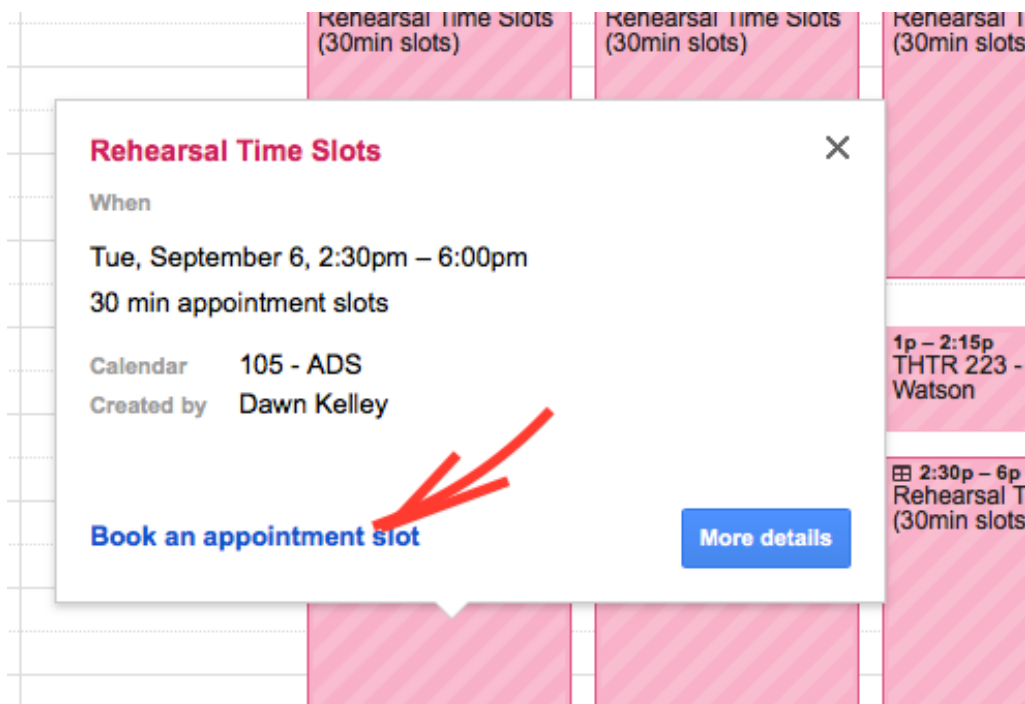 Rehearsal Time Slots
(30min slots)
Rehearsal Time Slots
(30min slots)
Rehearsal T
(30min slots
Rehearsal Time Slots
When
Tue, September 6, 2:30pm – 6:00pm
30 min appointment slots
Calendar 105 - ADS
Created by Dawn Kelley
Book an appointment slot
More details
1p – 2:15p
THTR 223 -
Watson
2:30p – 6p
Rehearsal T
(30min slots